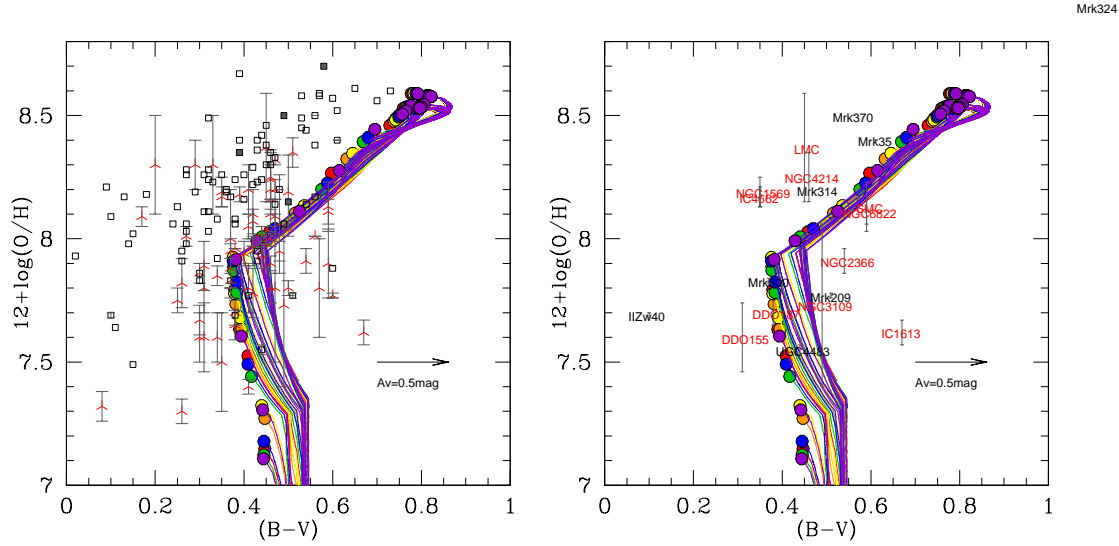 Mrk324
8.5
8
7.5
7
12+log(O/H)
0
0.2
0.4
0.6
0.8
1
(B-V)
Av=0.5mag
8.5
8
7.5
7
12+log(O/H)
0
0.2
0.4
0.6
0.8
1
(B-V)
Av=0.5mag
Mrk370
Mrk35
LMC
NGC4214
NGC1569
Mrk314
IC4662
SMC
NGC6822
NGC2366
Mrk209
NGC3109
IIZw40
DDO155
IC1613
UGC4483